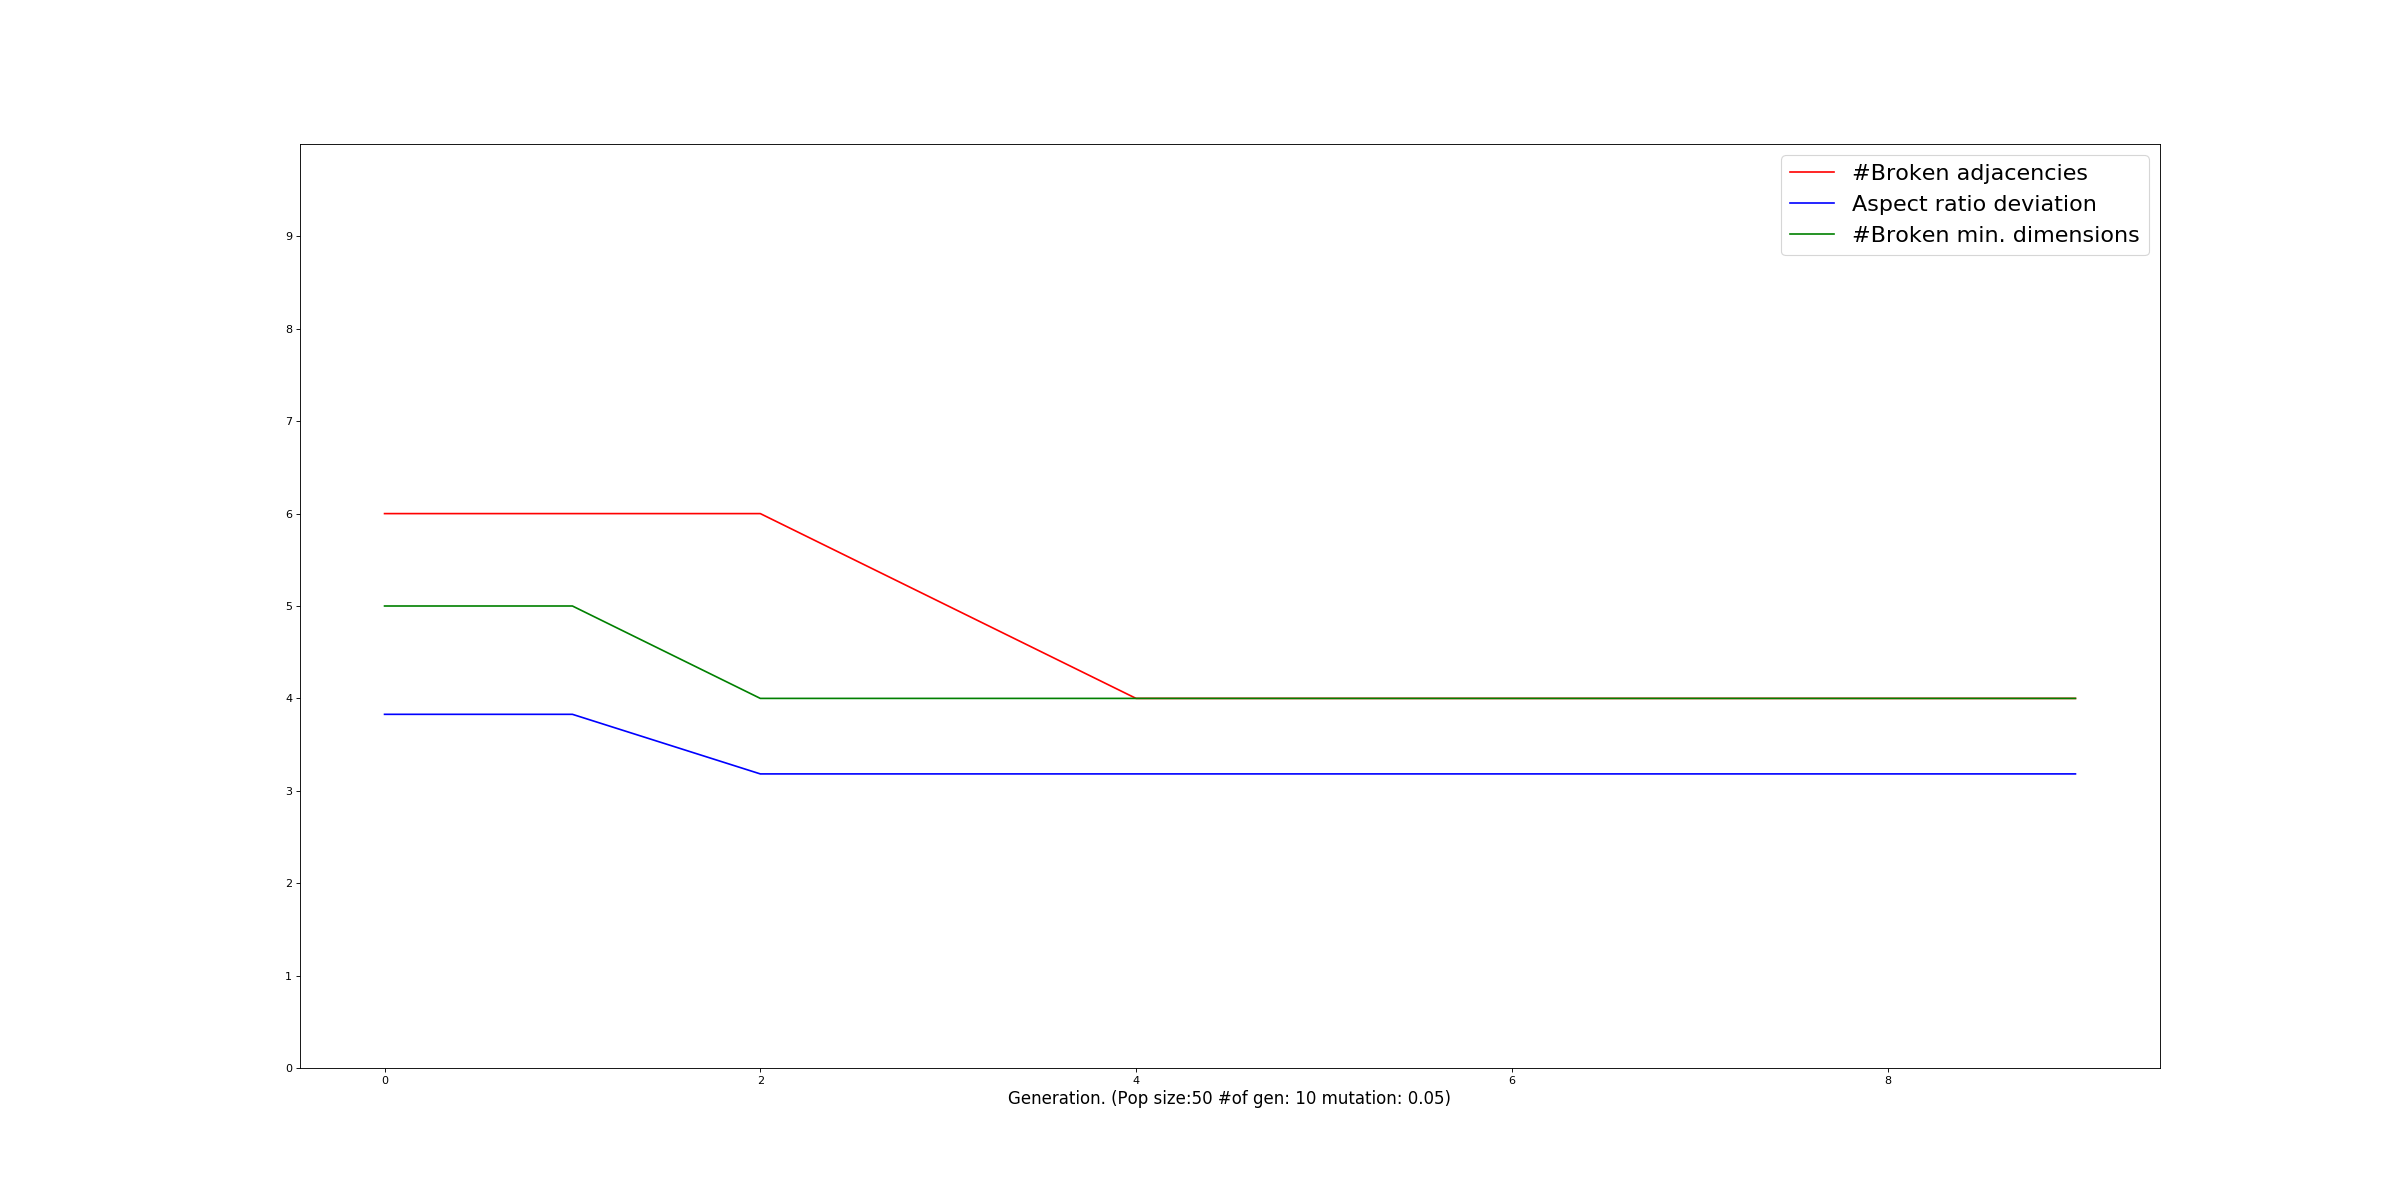 #Broken adjacencies
Aspect ratio deviation
#Broken min. dimensions
9
8
7
6
5
4
3
2
1
0
0 2 4 6 8
Generation. (Pop size:50 #of gen: 10 mutation: 0.05)